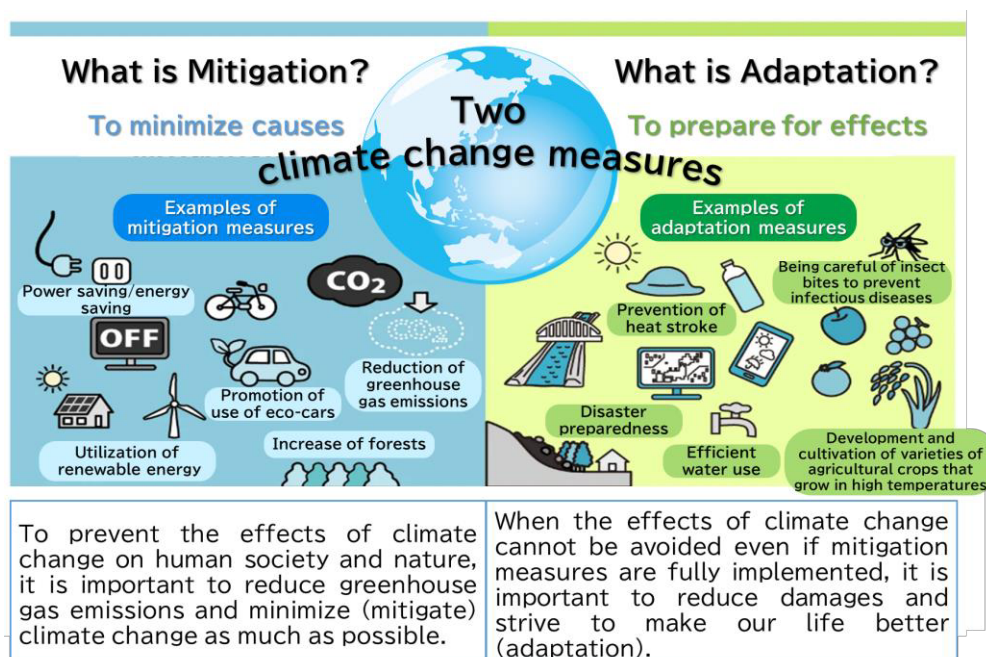 What is Mitigation?
To minimize causes
Two
climate change measures
What is Adaptation?
To prepare for effects
Examples of
mitigation measures
Power saving/energy
saving
OFF
CO2
CO2
Promotion of
use of eco-cars
Reduction of
greenhouse
gas emissions
Utilization of
renewable energy
Increase of forests
Examples of
adaptation measures
Being careful of insect
bites to prevent
infectious diseases
Prevention of
heat stroke
Disaster
preparedness
Efficient
water use
Development and
cultivation of varieties of
agricultural crops that
grow in high temperatures
To prevent the effects of climate
change on human society and nature,
it is important to reduce greenhouse
gas emissions and minimize (mitigate)
climate change as much as possible.
When the effects of climate change
cannot be avoided even if mitigation
measures are fully implemented, it is
important to reduce damages and
strive to make our life better
(adaptation).